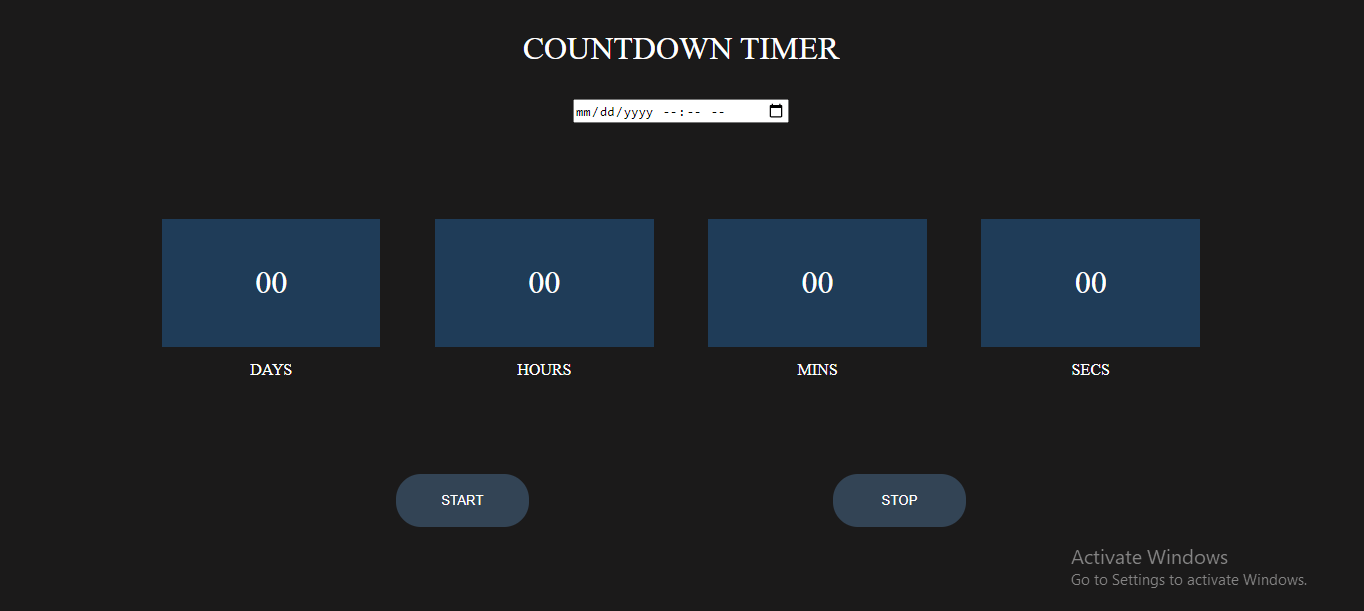 COUNTDOWN TIMER
mm/dd/yyyy --:-- --
00 00 00 00
DAYS HOURS MINS SECS
START STOP
Activate Windows
Go to Settings to activate Windows.